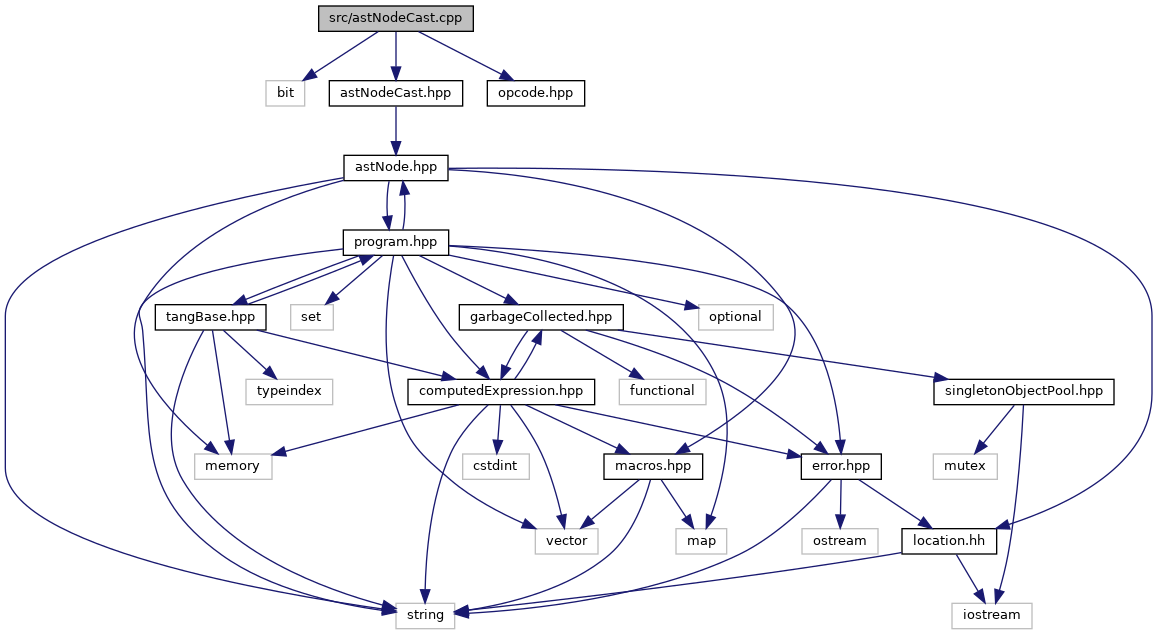 src/astNodeCast.cpp
bit
astNodeCast.hpp
opcode.hpp
astNode.hpp
program.hpp
tangBase.hpp
set
garbageCollected.hpp
optional
typeindex
computedExpression.hpp
functional
singletonObjectPool.hpp
memory
cstdint
macros.hpp
error.hpp
mutex
vector
map
ostream
location.hh
string
iostream